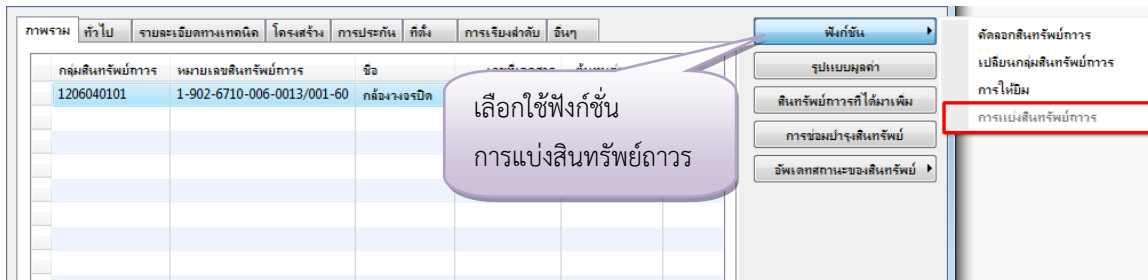 ภาพรวม ทั่วไป รายละเอียดทางเทคนิค โครงสร้าง การประกัน ที่ตั้ง การเรียงลำดับ อื่นๆ
กลุ่มสินทรัพย์ถาวร หมายเลขสินทรัพย์ถาวร ชื่อ
1206040101 1-902-6710-006-0013/001-60 กล้องวงจรปิด
เลือกใช้ฟังก์ชั่น
การแบ่งสินทรัพย์ถาวร
ฟังก์ชัน
รูปแบบมูลค่า
สินทรัพย์ถาวรที่ได้มาเพิ่ม
การซ่อมบำรุงสินทรัพย์
อัพเดทสถานะของสินทรัพย์
คัดลอกสินทรัพย์ถาวร
เปลี่ยนกลุ่มสินทรัพย์ถาวร
การให้ยืม
การแบ่งสินทรัพย์ถาวร